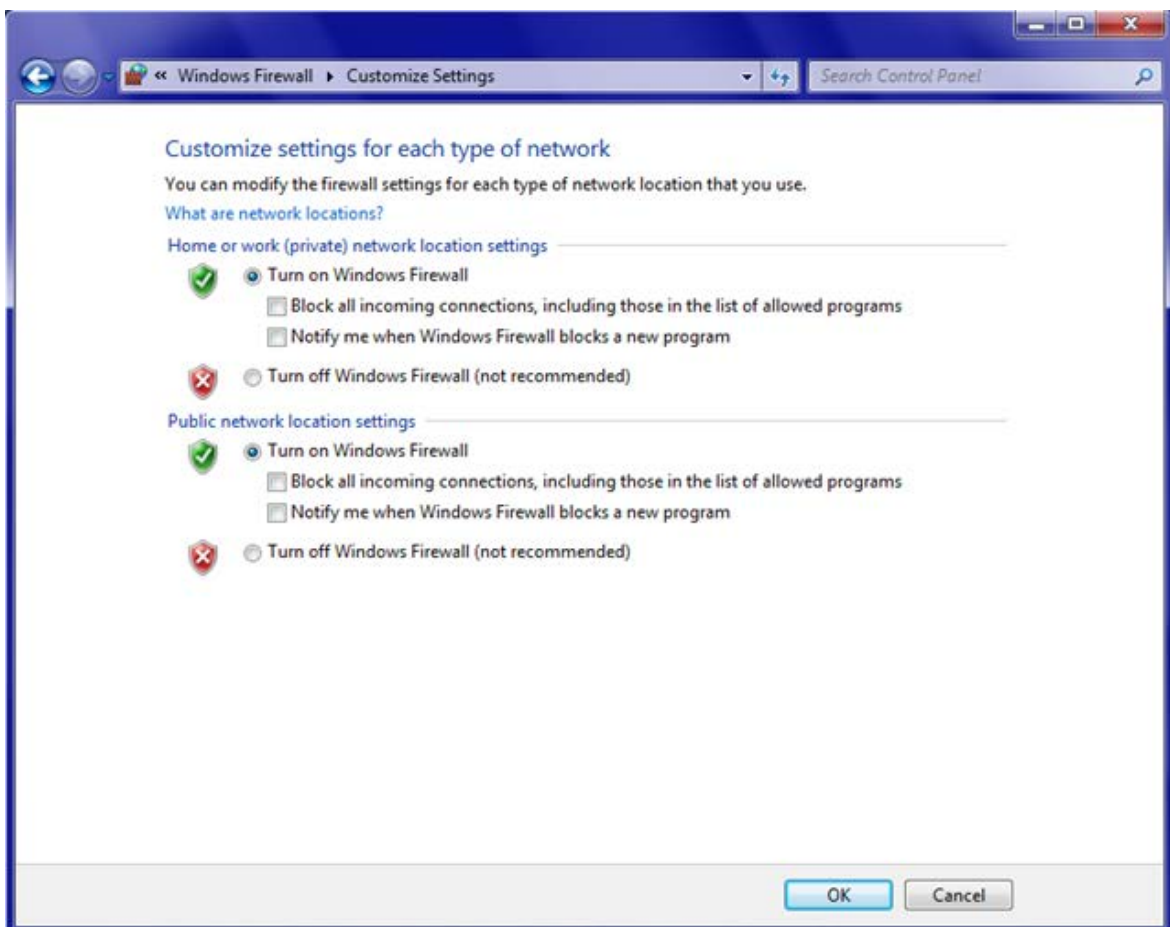 « Windows Firewall ▸ Customize Settings
Search Control Panel
Customize settings for each type of network
You can modify the firewall settings for each type of network location that you use.
What are network locations?
Home or work (private) network location settings
Turn on Windows Firewall
Block all incoming connections, including those in the list of allowed programs
Notify me when Windows Firewall blocks a new program
Turn off Windows Firewall (not recommended)
Public network location settings
Turn on Windows Firewall
Block all incoming connections, including those in the list of allowed programs
Notify me when Windows Firewall blocks a new program
Turn off Windows Firewall (not recommended)
OK
Cancel